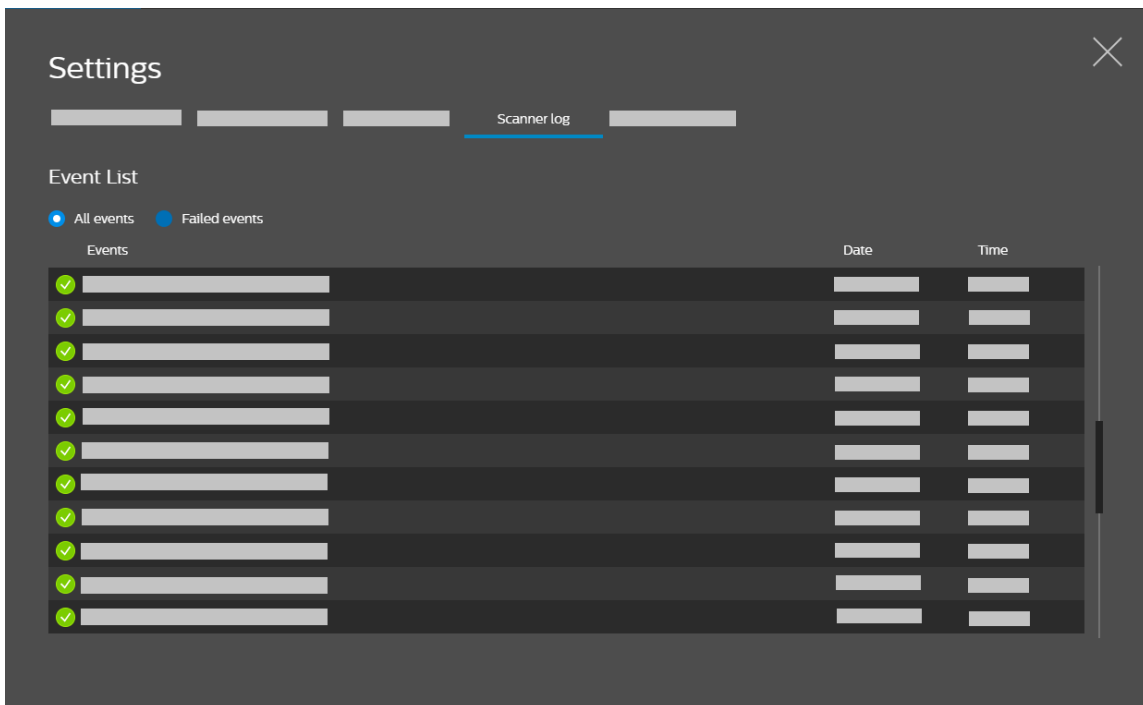 Settings
Scanner log
Event List
All events Failed events
Events Date Time